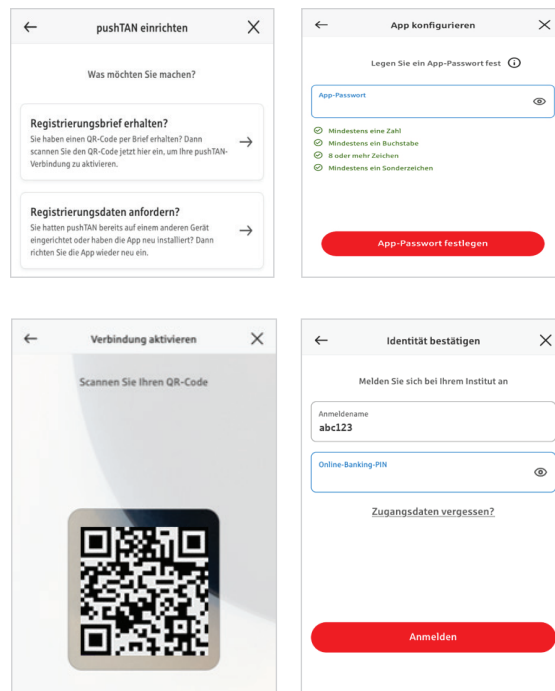 pushTAN einrichten
Was möchten Sie machen?
Registrierungsbrief erhalten?
Sie haben einen QR-Code per Brief erhalten? Dann
scannen Sie den QR-Code jetzt hier ein, um Ihre pushTAN-
Verbindung zu aktivieren.
Registrierungsdaten anfordern?
Sie hatten pushTAN bereits auf einem anderen Gerät
eingerichtet oder haben die App neu installiert? Dann
richten Sie die App wieder neu ein.
App konfigurieren
Legen Sie ein App-Passwort fest
App-Passwort
Mindestens eine Zahl
Mindestens ein Buchstabe
8 oder mehr Zeichen
Mindestens ein Sonderzeichen
App-Passwort festlegen
Verbindung aktivieren
Scannen Sie Ihren QR-Code
Identität bestätigen
Melden Sie sich bei Ihrem Institut an
Anmeldename
abc123
Online-Banking-PIN
Zugangsdaten vergessen?
Anmelden